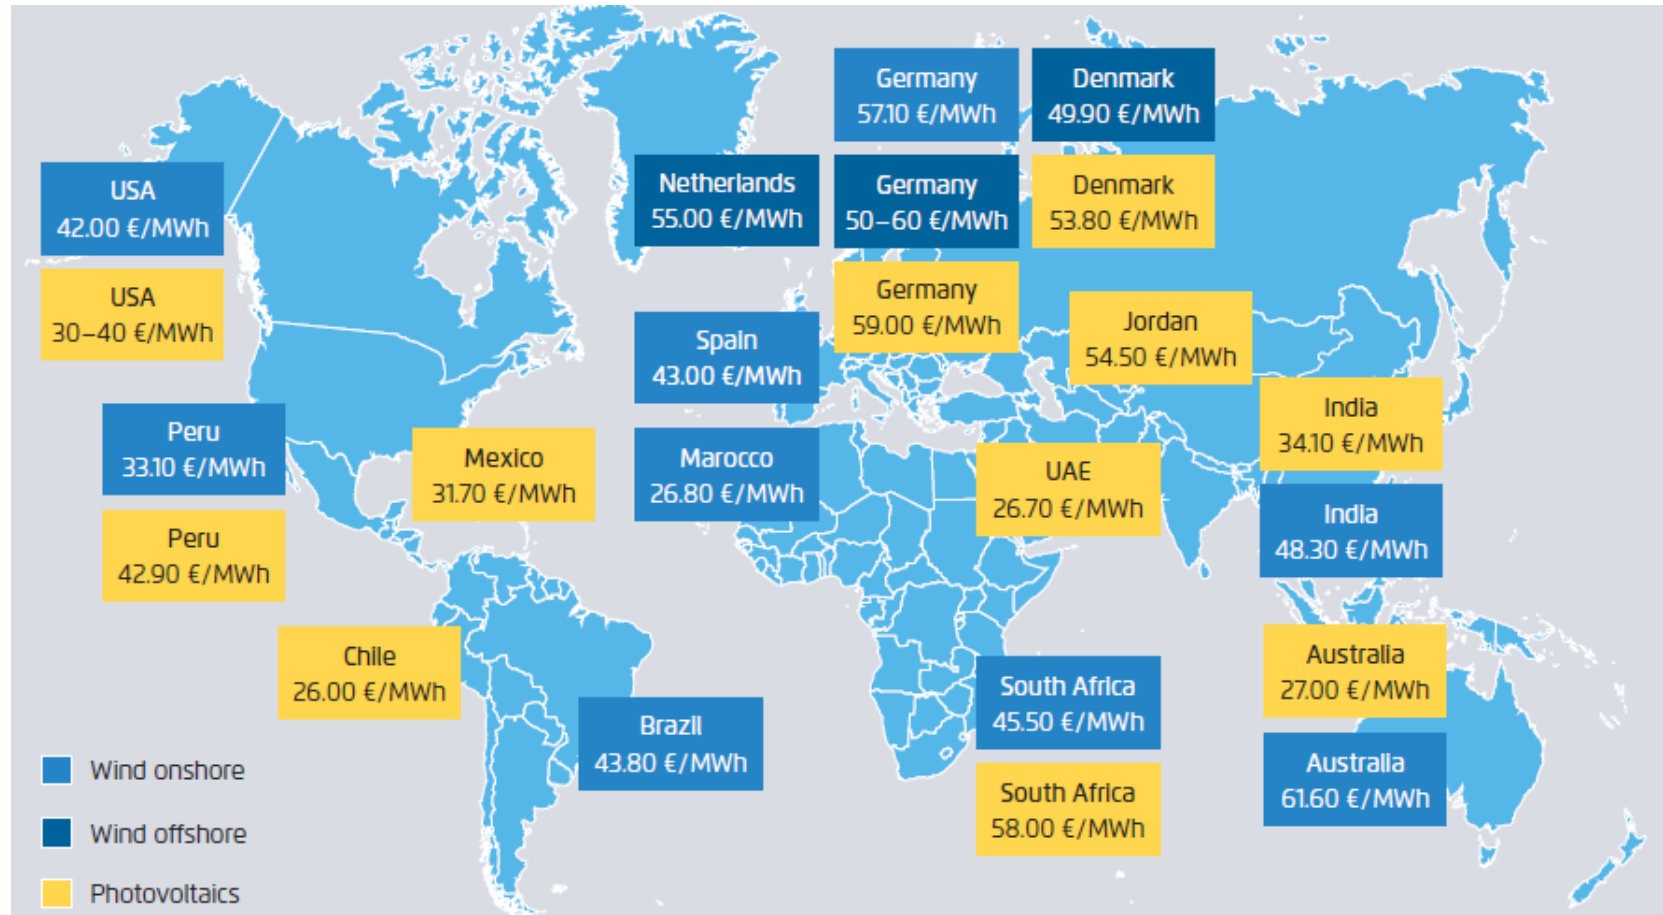 Germany
57.10 €/MWh
Denmark
49.90 €/MWh
USA
42.00 €/MWh
Netherlands
55.00 €/MWh
Germany
50–60 €/MWh
Denmark
53.80 €/MWh
USA
30–40 €/MWh
Germany
59.00 €/MWh
Spain
43.00 €/MWh
Jordan
54.50 €/MWh
Peru
33.10 €/MWh
Mexico
31.70 €/MWh
Marocco
26.80 €/MWh
UAE
26.70 €/MWh
India
34.10 €/MWh
Peru
42.90 €/MWh
India
48.30 €/MWh
Chile
26.00 €/MWh
Brazil
43.80 €/MWh
South Africa
45.50 €/MWh
Australia
27.00 €/MWh
South Africa
58.00 €/MWh
Australia
61.60 €/MWh
Wind onshore
Wind offshore
Photovoltaics